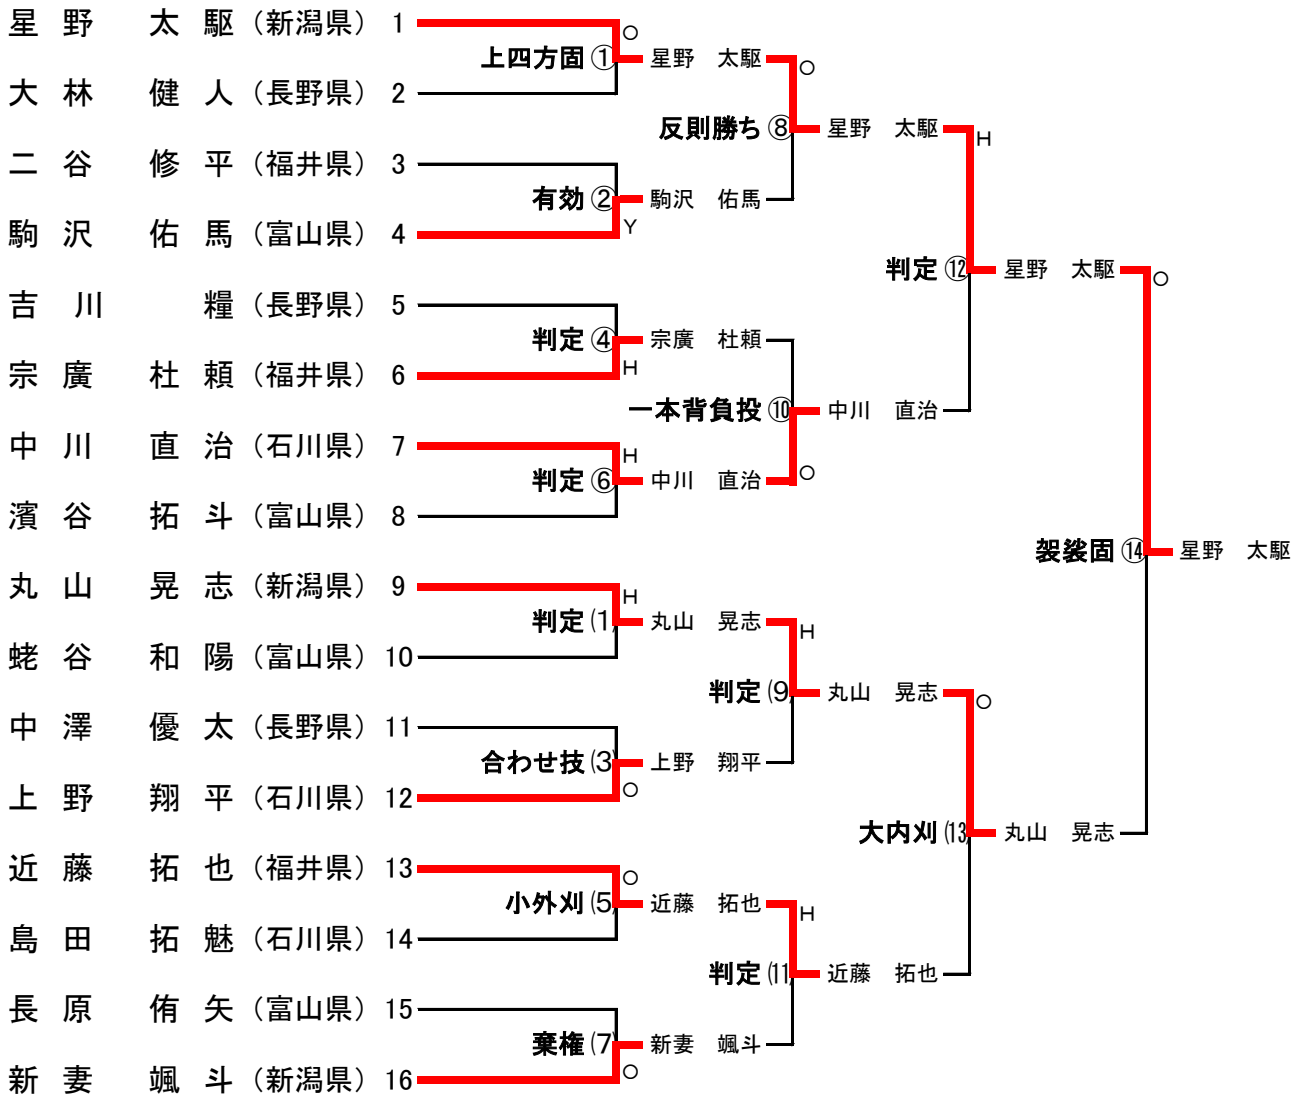 星野 太駆（新潟県） 1
○
上四方固 ① 星野 太駆
○
大林 健人（長野県） 2
反則勝ち ⑧ 星野 太駆
H
二谷 修平（福井県） 3
有効 ② 駒沢 佑馬
Y
駒沢 佑馬（富山県） 4
判定 ⑫ 星野 太駆
○
吉川 糧（長野県） 5
判定 ④ 宗廣 杜頼
H
宗廣 杜頼（福井県） 6
一本背負投 ⑩ 中川 直治
中川 直治（石川県） 7
H
○
判定 ⑥ 中川 直治
濱谷 拓斗（富山県） 8
袈裟固 ⑭ 星野 太駆
丸山 晃志（新潟県） 9
H
判定 (1) 丸山 晃志
H
蛯谷 和陽（富山県） 10
判定 (9) 丸山 晃志
○
中澤 優太（長野県） 11
合わせ技 (3) 上野 翔平
○
上野 翔平（石川県） 12
大内刈 (13) 丸山 晃志
近藤 拓也（福井県） 13
○
小外刈 (5) 近藤 拓也
H
島田 拓魅（石川県） 14
判定 (11) 近藤 拓也
長原 侑矢（富山県） 15
棄権 (7) 新妻 颯斗
○
新妻 颯斗（新潟県） 16